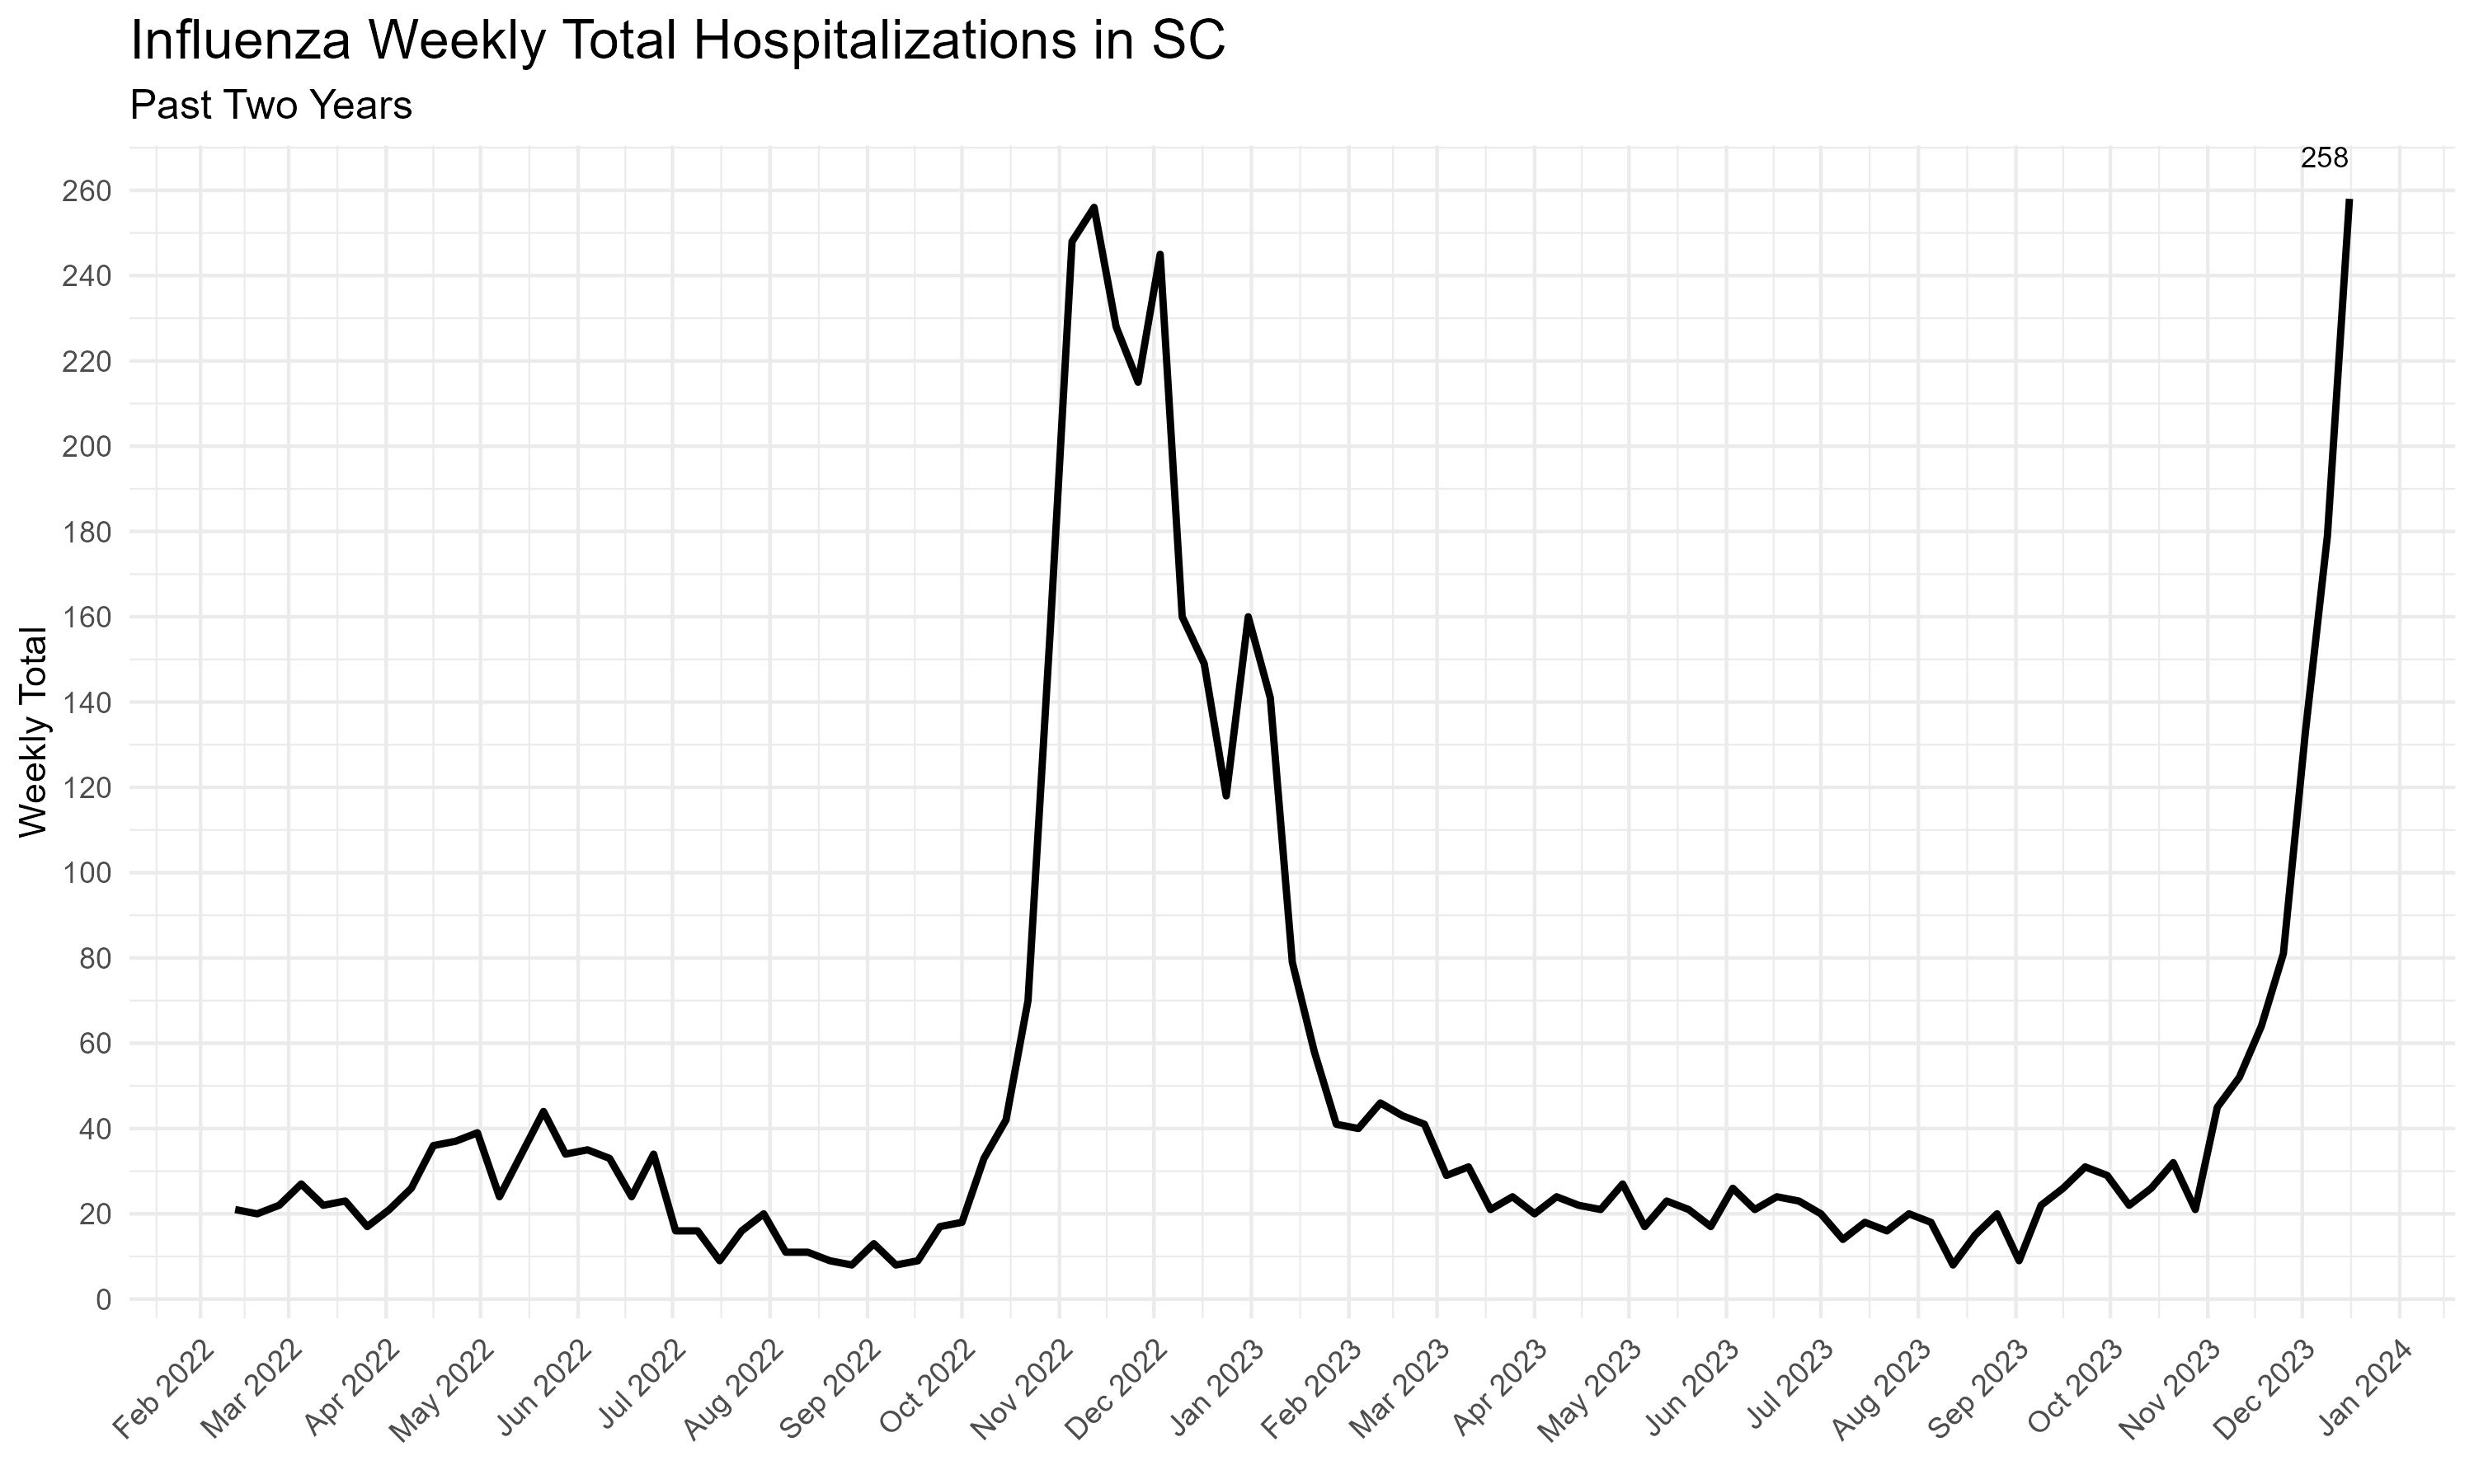 Influenza Weekly Total Hospitalizations in SC
Past Two Years
258
260
240
220
200
180
160
140
120
100
80
60
40
20
0
Weekly Total
Feb 2022
Mar 2022
Apr 2022
May 2022
Jun 2022
Jul 2022
Aug 2022
Sep 2022
Oct 2022
Nov 2022
Dec 2022
Jan 2023
Feb 2023
Mar 2023
Apr 2023
May 2023
Jun 2023
Jul 2023
Aug 2023
Sep 2023
Oct 2023
Nov 2023
Dec 2023
Jan 2024